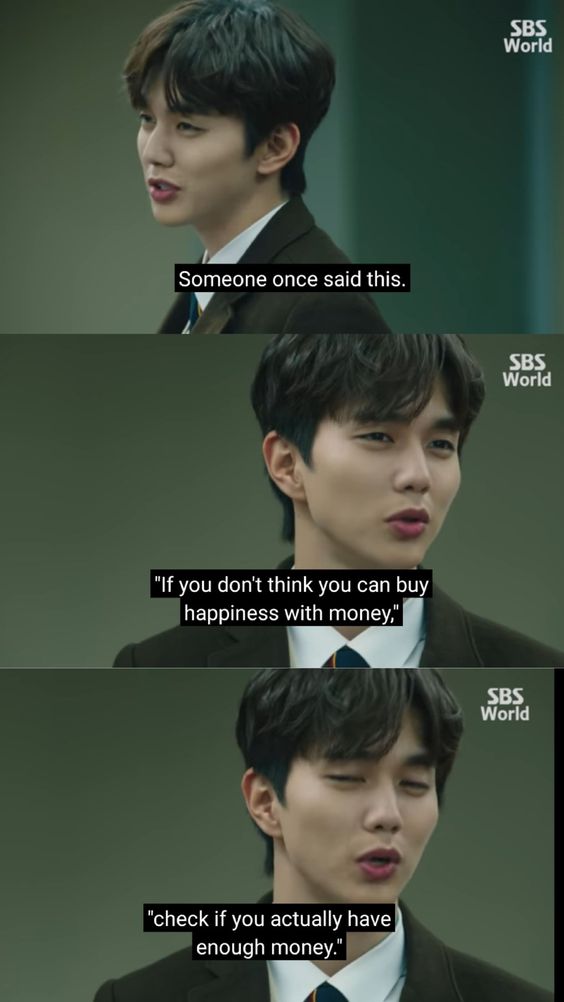 SBS
World
Someone once said this.
SBS
World
"If you don't think you can buy
happiness with money,"
SBS
World
"check if you actually have
enough money."